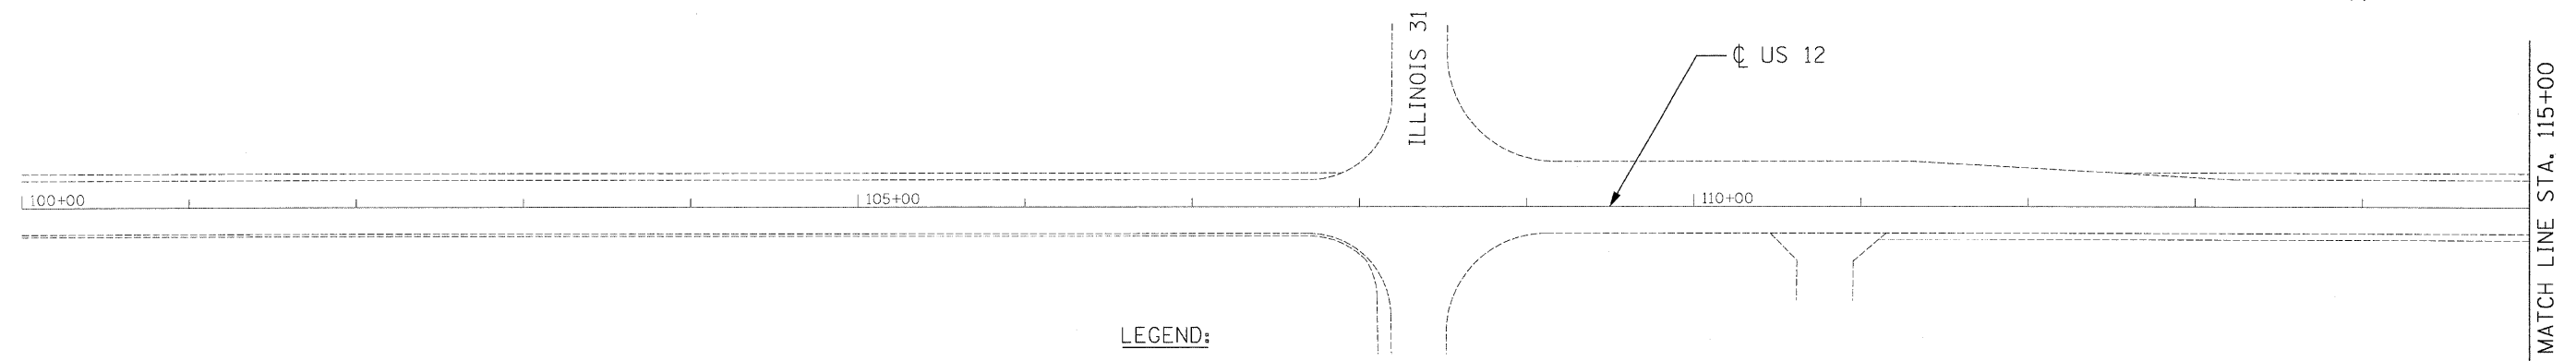 ILLINOIS 31
℄ US 12
100+00
105+00
110+00
MATCH LINE STA. 115+00
LEGEND: